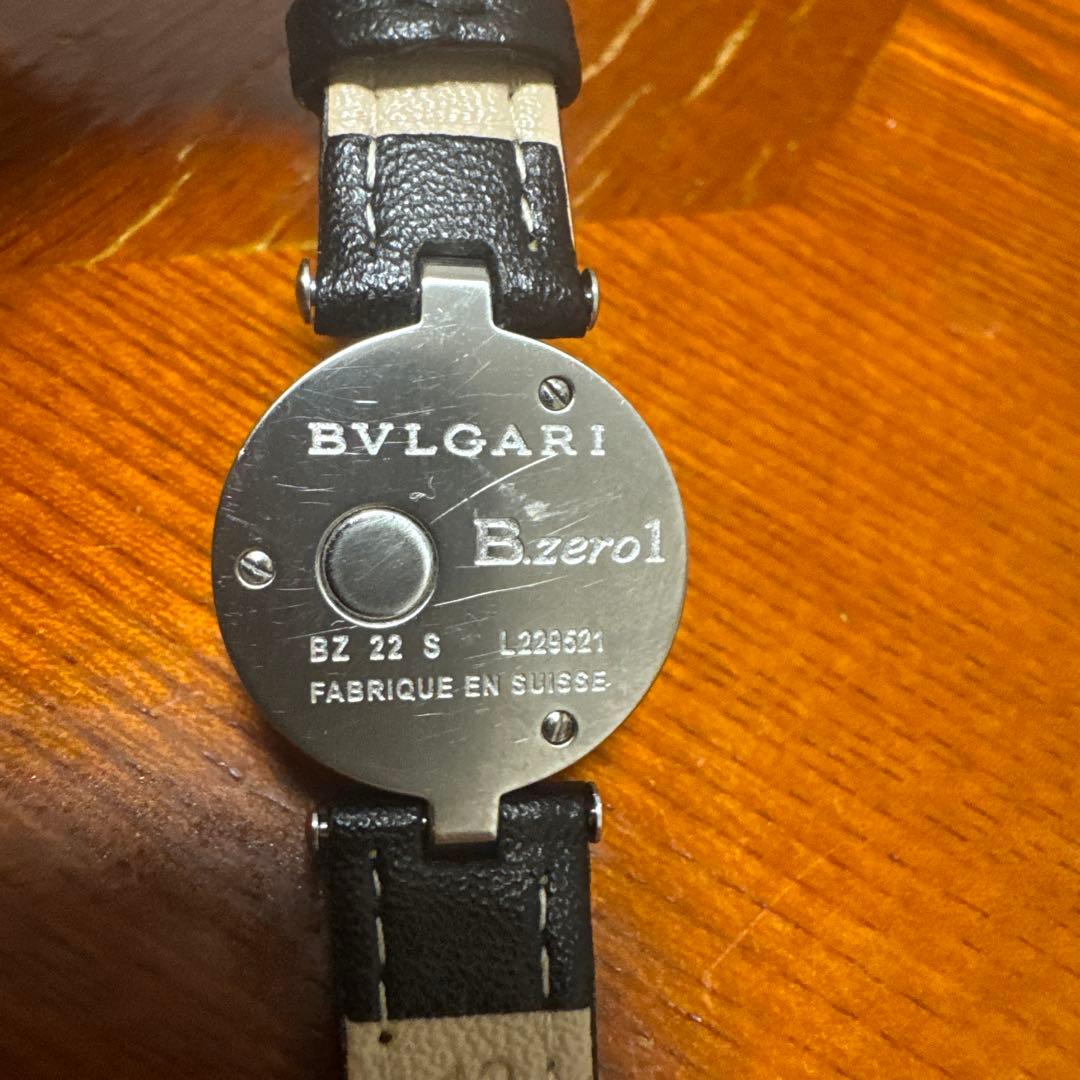 BVLGARI
B.zero1
BZ 22 S L229521
FABRIQUE EN SUISSE